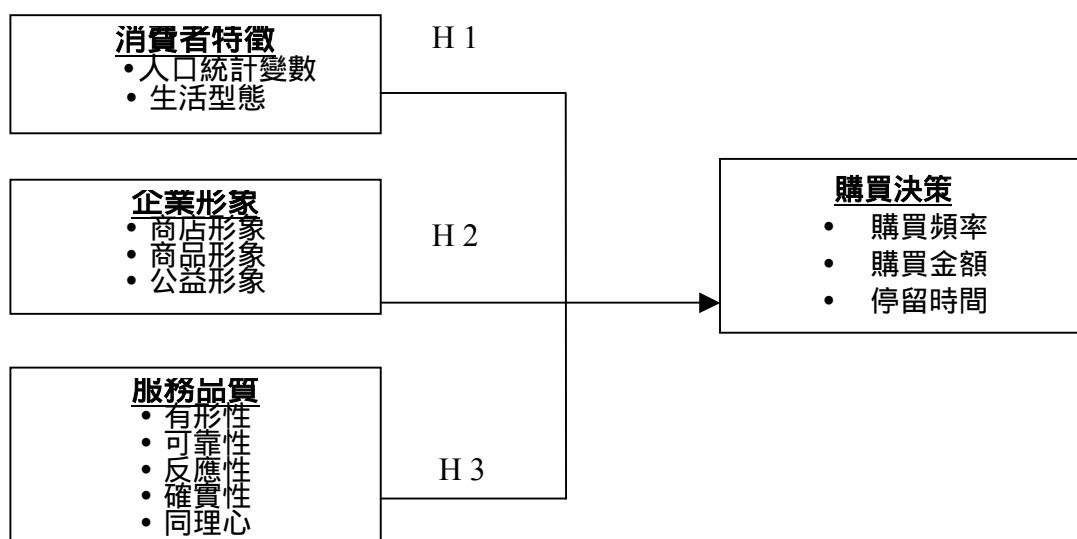 消費者特徵
•人口統計變數
• 生活型態
H 1
企業形象
• 商店形象
• 商品形象
• 公益形象
H 2
服務品質
• 有形性
• 可靠性
• 反應性
• 確實性
• 同理心
H 3
購買決策
• 購買頻率
• 購買金額
• 停留時間